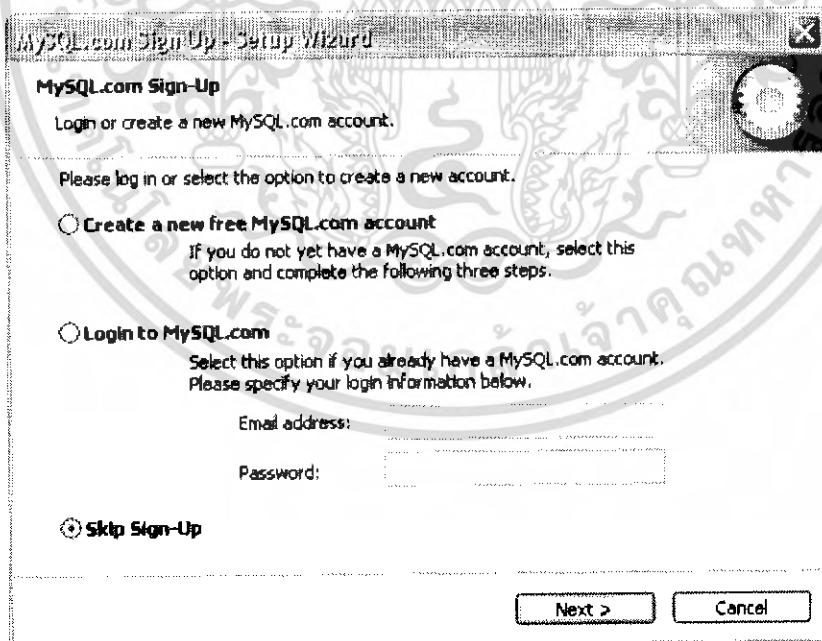 MySQL.com Sign Up - Setup Wizard
MySQL.com Sign-Up
Login or create a new MySQL.com account.
Please log in or select the option to create a new account.
Create a new free MySQL.com account
If you do not yet have a MySQL.com account, select this
option and complete the following three steps.
Login to MySQL.com
Select this option if you already have a MySQL.com account.
Please specify your login information below.
Email address:
Password:
Skip Sign-Up
Next >
Cancel